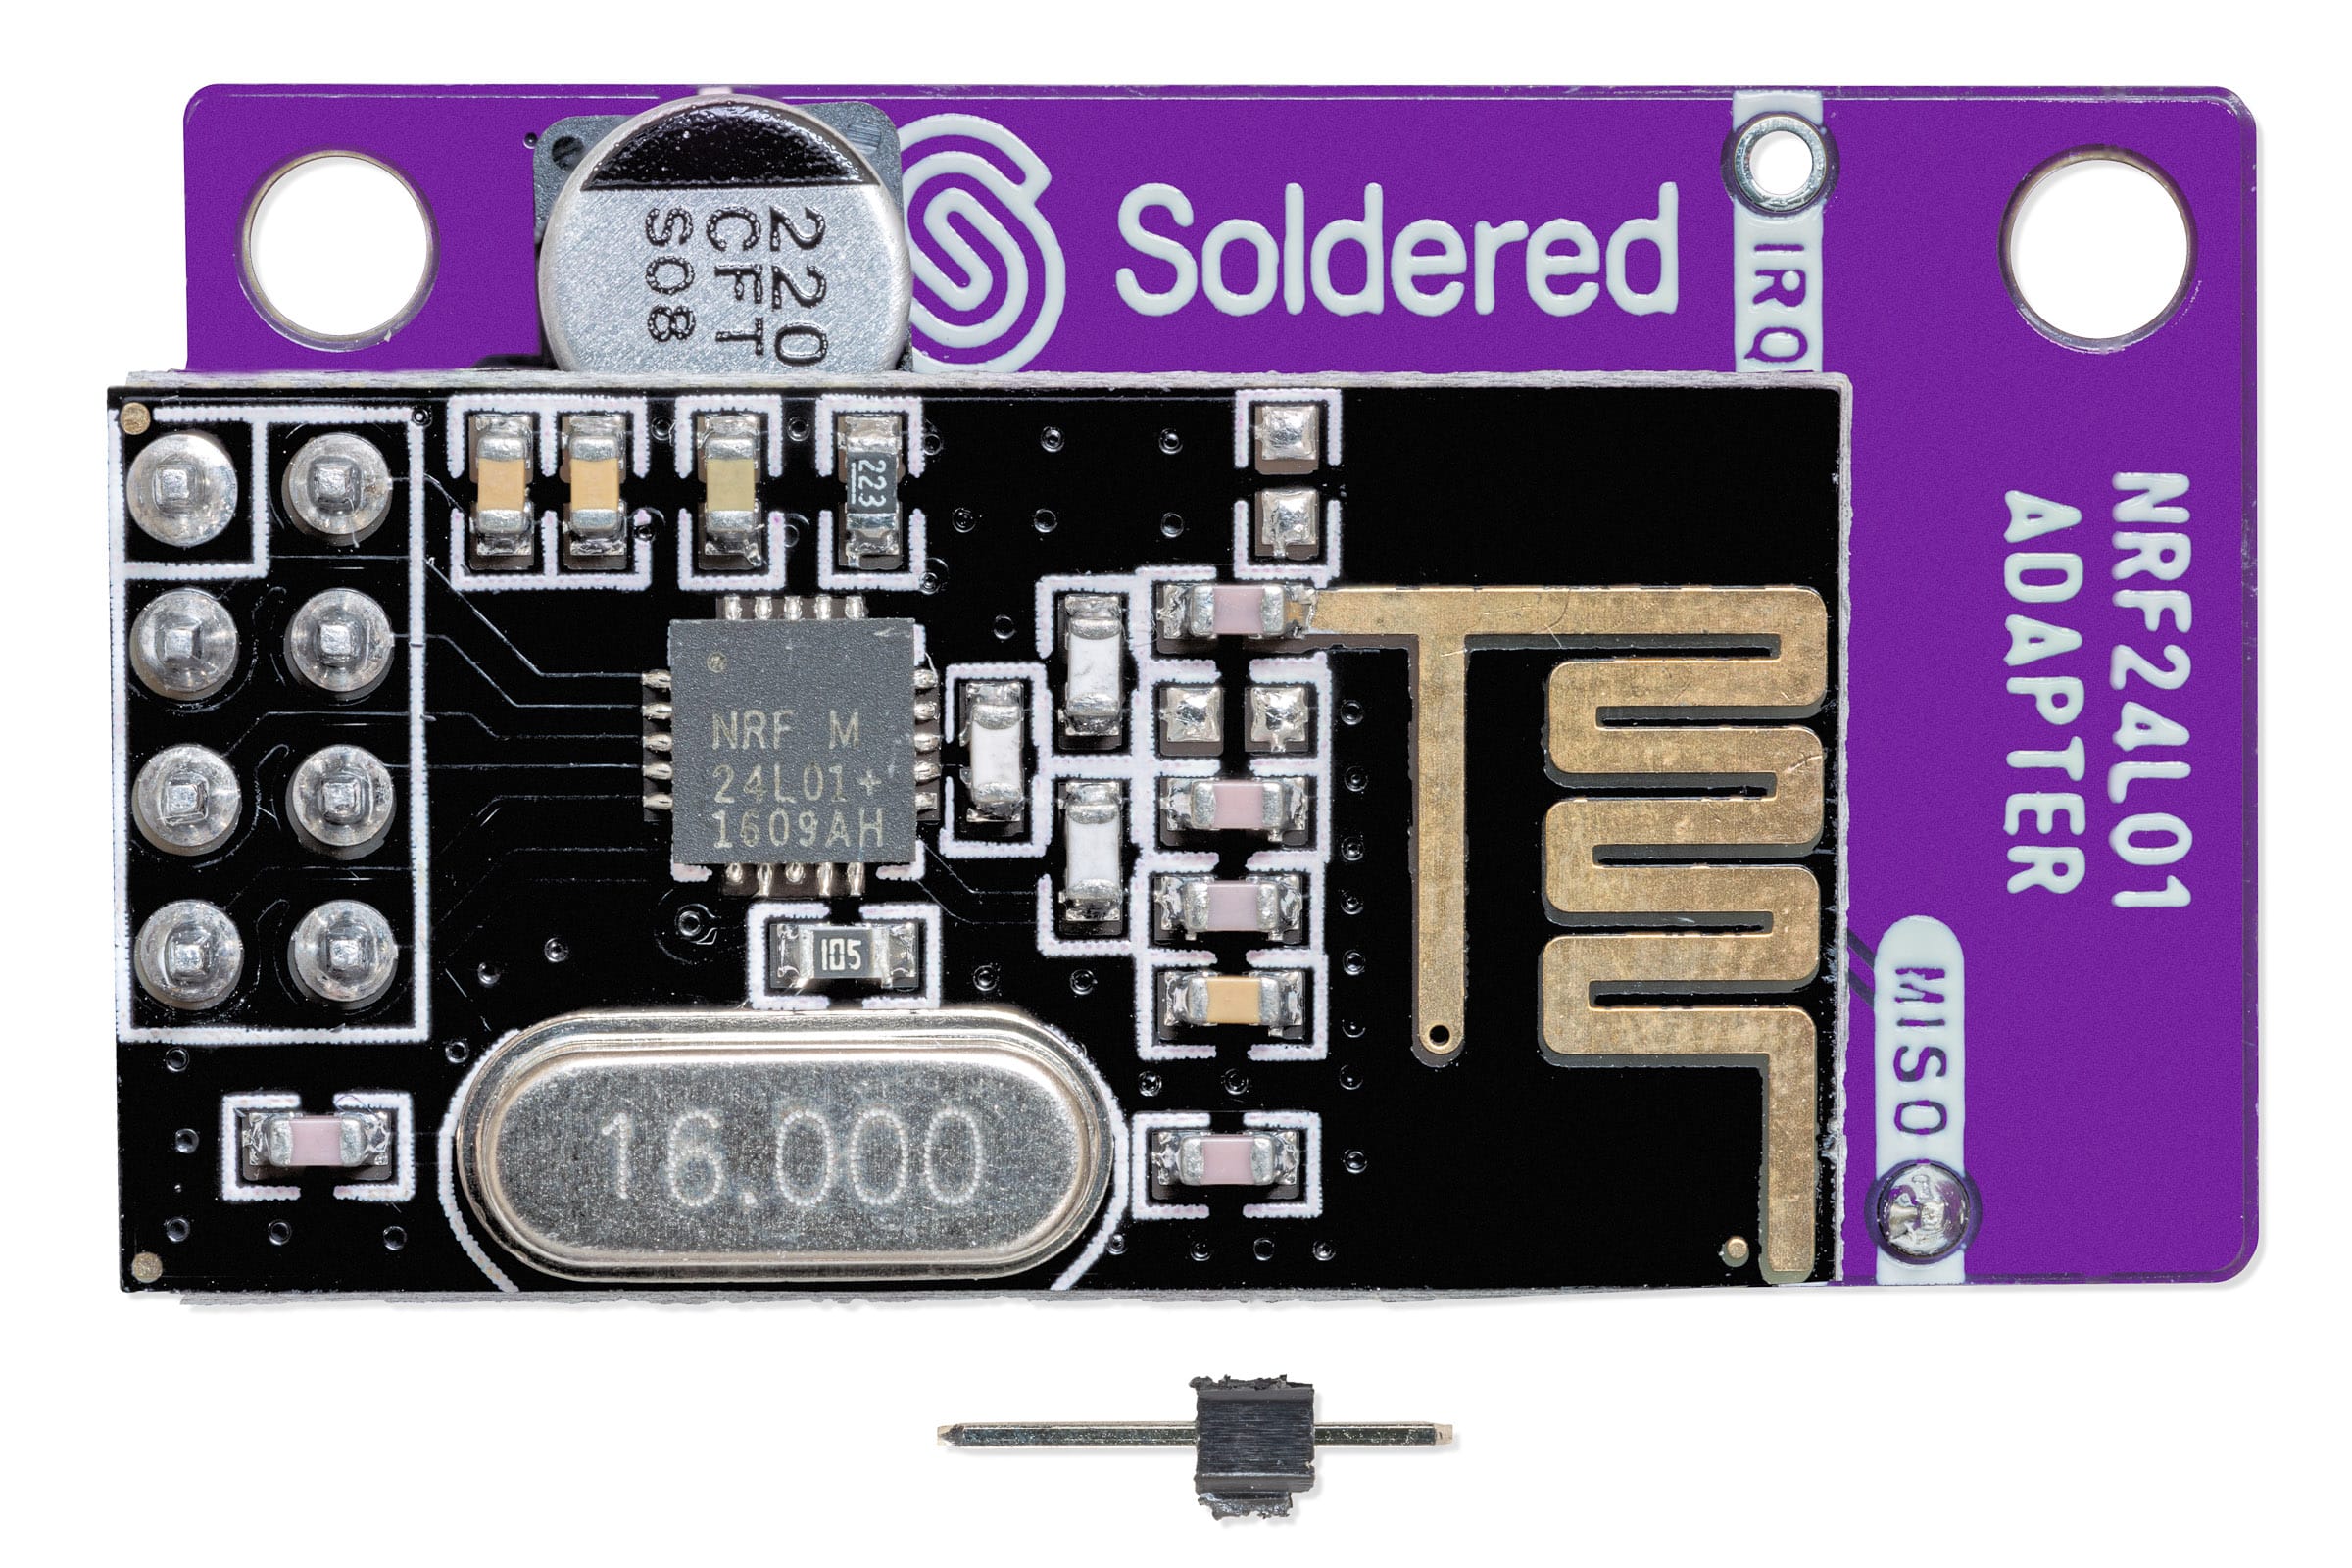 220
CFT
S08
Soldered
IRQ
223
NRF M
24L01+
1609AH
105
16.000
NRF24L01
ADAPTER
MISO